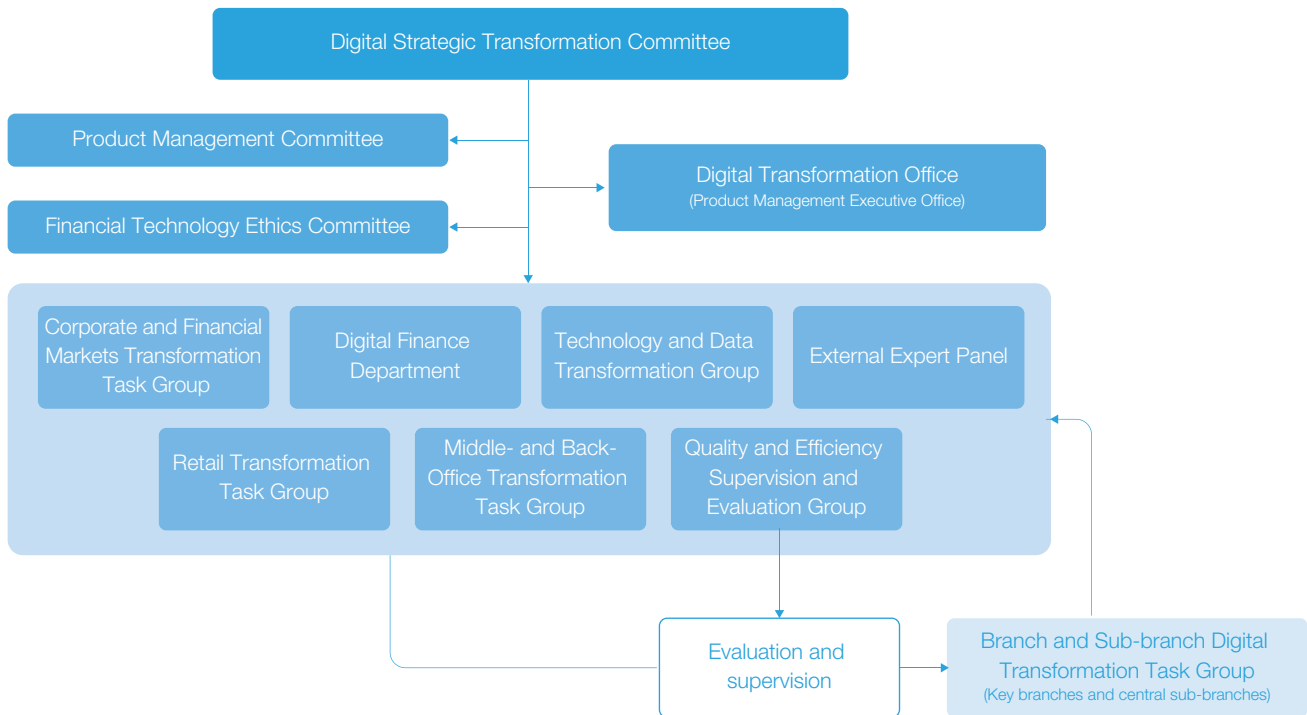 Digital Strategic Transformation Committee
Product Management Committee
Digital Transformation Office
(Product Management Executive Office)
Financial Technology Ethics Committee
Corporate and Financial
Markets Transformation
Task Group
Digital Finance
Department
Technology and Data
Transformation Group
External Expert Panel
Retail Transformation
Task Group
Middle- and Back-
Office Transformation
Task Group
Quality and Efficiency
Supervision and
Evaluation Group
Evaluation and
supervision
Branch and Sub-branch Digital
Transformation Task Group
(Key branches and central sub-branches)